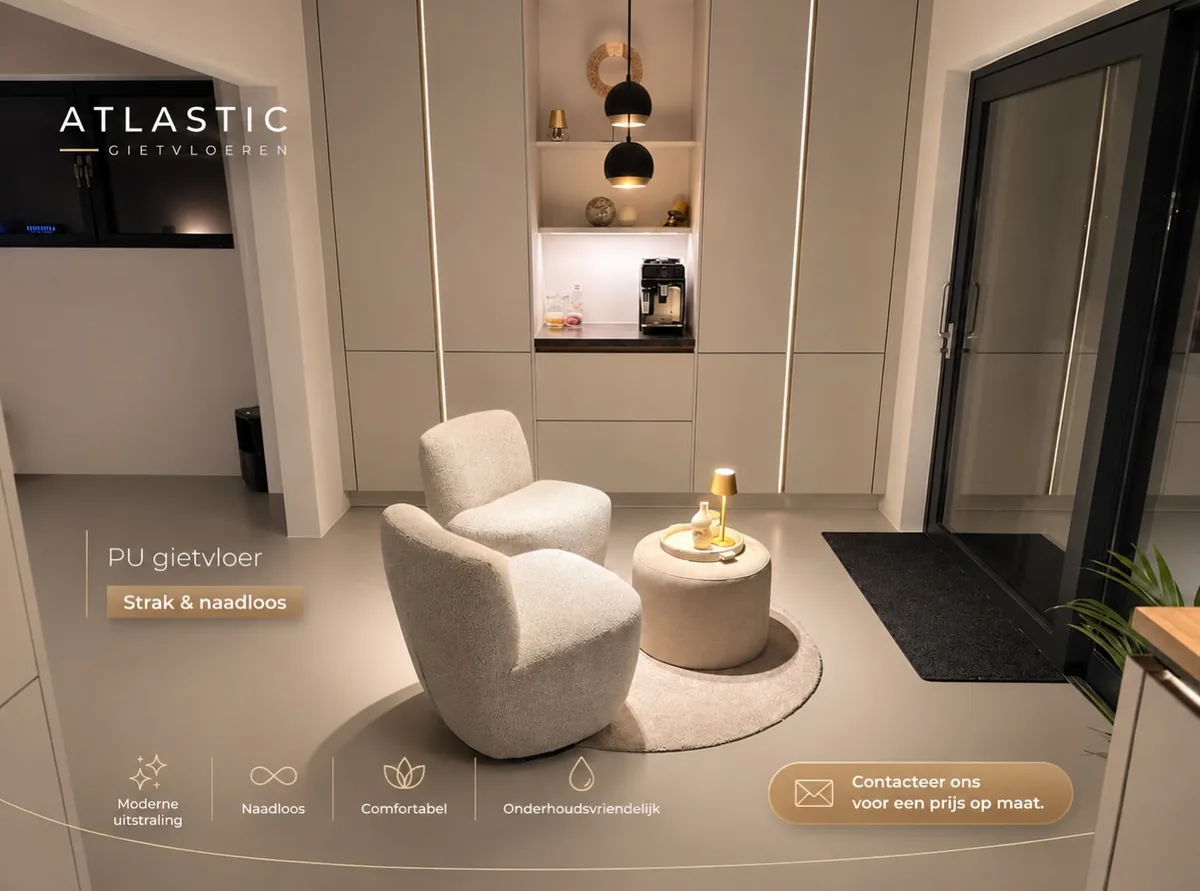 ATLASTIC
GIETVLOEREN
PU gietvloer
Strak & naadloos
Moderne
uitstraling
Naadloos
Comfortabel
Onderhoudsvriendelijk
Contacteer ons
voor een prijs op maat.